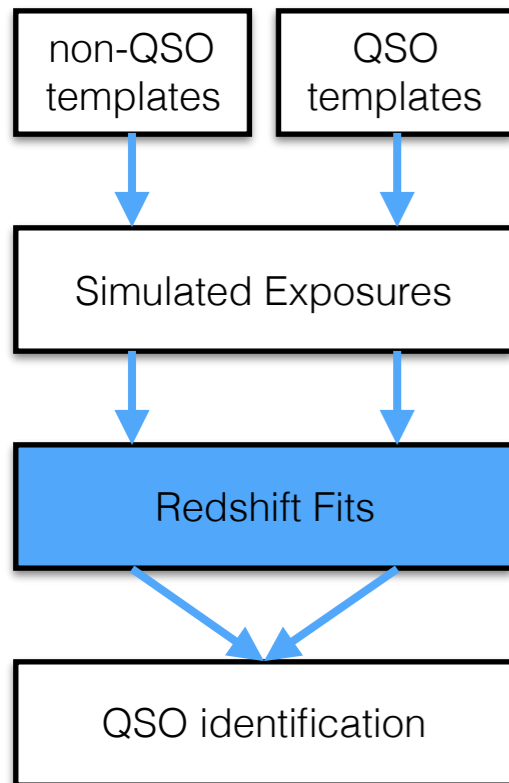 non-QSO
templates
QSO
templates
Simulated Exposures
Redshift Fits
QSO identification